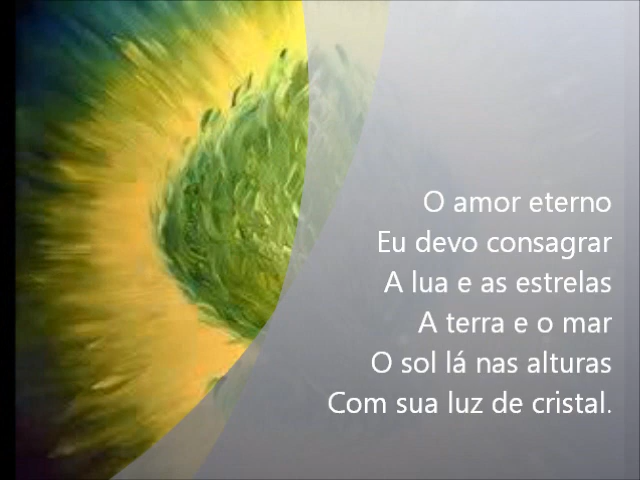 O amor eterno
Eu devo consagrar
A lua e as estrelas
A terra e o mar
O sol lá nas alturas
Com sua luz de cristal.